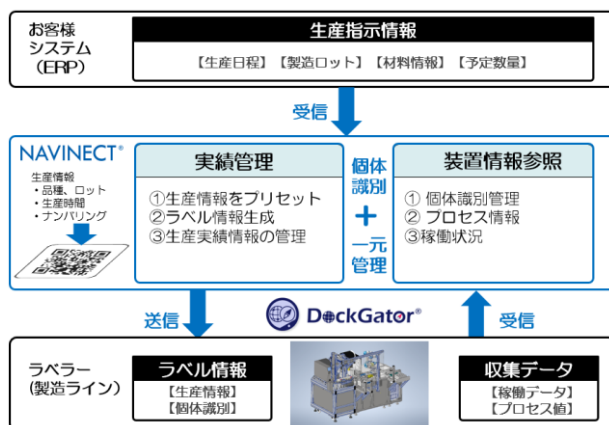 お客様
システム
（ERP）
生産指示情報
【生産日程】【製造ロット】【材料情報】【予定数量】
受信
NAVINECT®
生産情報
・品種、ロット
・生産時間
・ナンバリング
実績管理
①生産情報をプリセット
②ラベル情報生成
③生産実績情報の管理
個体
識別
＋
一元
管理
装置情報参照
① 個体識別管理
② プロセス情報
③稼働状況
送信
DockGator®
受信
ラベラー
(製造ライン)
ラベル情報
【生産情報】
【個体識別】
収集データ
【稼働データ】
【プロセス値】